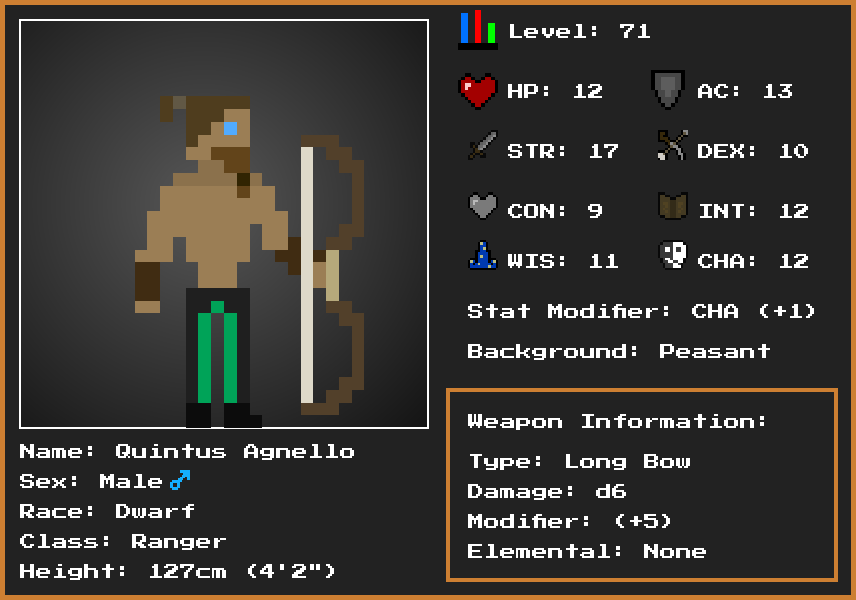 Level: 71
HP: 12
AC: 13
STR: 17
DEX: 10
CON: 9
INT: 12
WIS: 11
CHA: 12
Stat Modifier: CHA (+1)
Background: Peasant
Weapon Information:
Type: Long Bow
Damage: d6
Modifier: (+5)
Elemental: None
Name: Quintus Agnello
Sex: Male♂
Race: Dwarf
Class: Ranger
Height: 127cm (4'2")